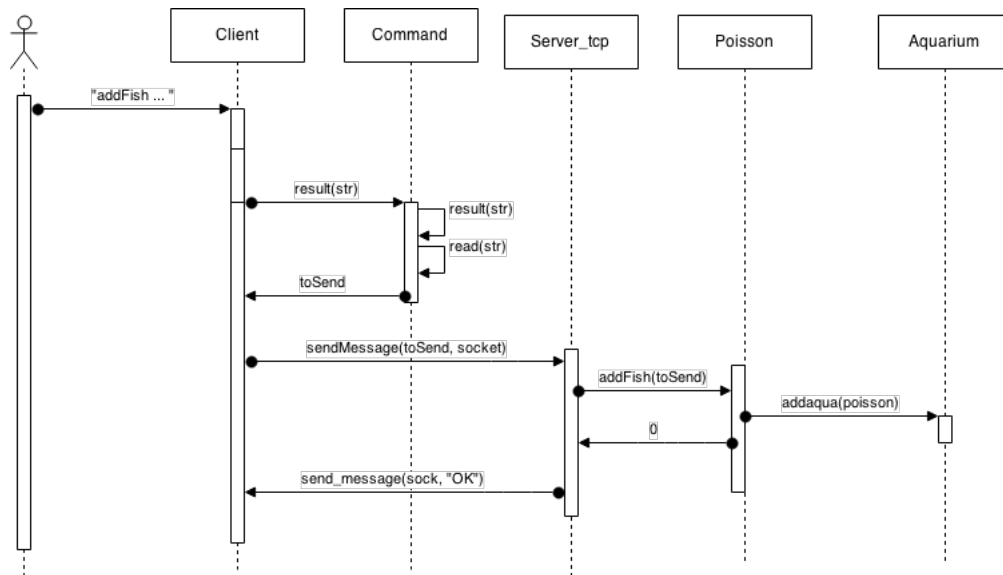 Client
Command
Server_tcp
Poisson
Aquarium
"addFish ... "
result(str)
result(str)
read(str)
toSend
sendMessage(toSend, socket)
addFish(toSend)
addaqua(poisson)
0
send_message(sock, "OK")